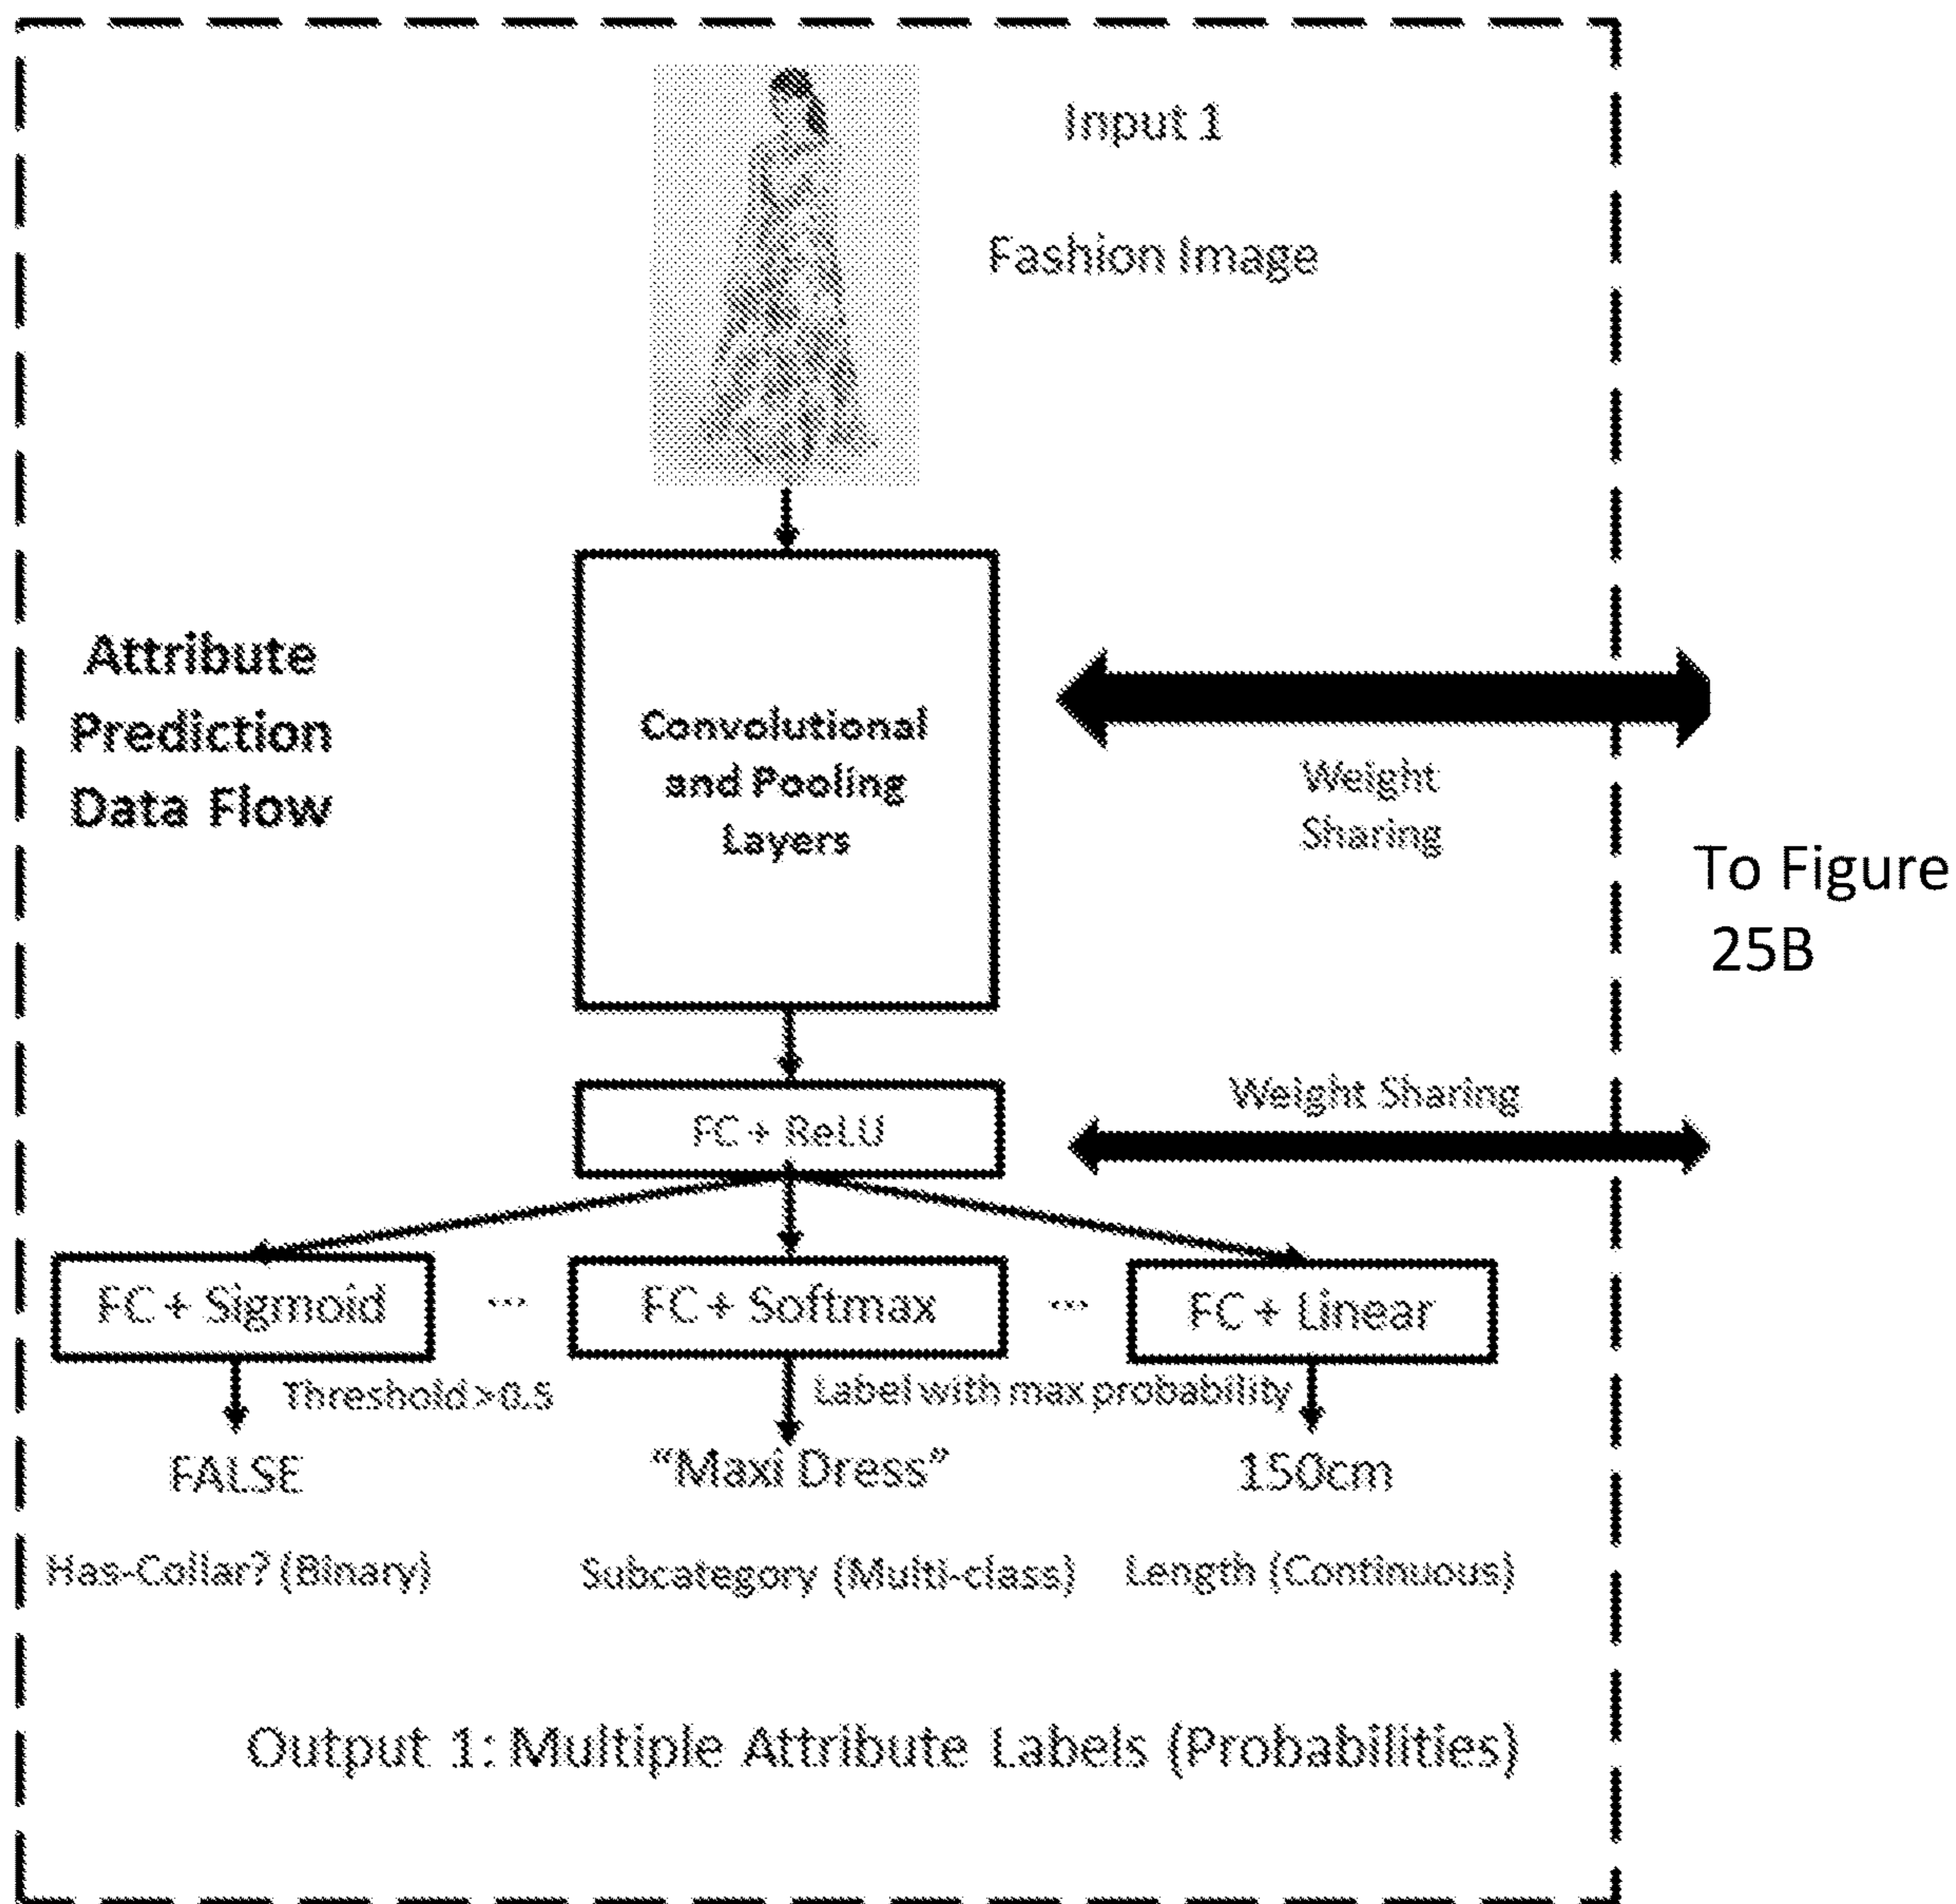 Input 1
Fashion Image
Attribute
Prediction
Data Flow
Convolutional
and Pooling
Layers
Weight
Sharing
To Figure
25B
FC + ReLU
Weight Sharing
FC + Sigmoid
...
FC + Softmax
...
FC + Linear
Threshold >0.5
Label with max probability
FALSE
“Maxi Dress”
150cm
Has-Collar? (Binary)
Subcategory (Multi-class)
Length (Continuous)
Output 1: Multiple Attribute Labels (Probabilities)